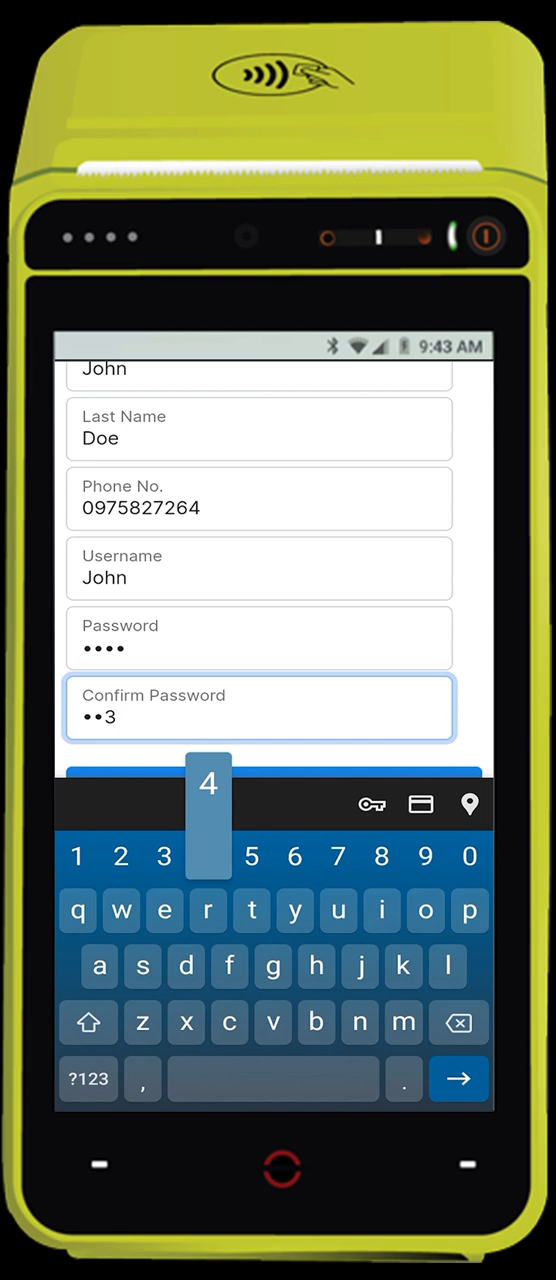 9:43 AM
John
Last Name
Doe
Phone No.
0975827264
Username
John
Password
••••
Confirm Password
••3
4
1 2 3 5 6 7 8 9 0
q w e r t y u i o p
a s d f g h j k l
z x c v b n m
?123 , .